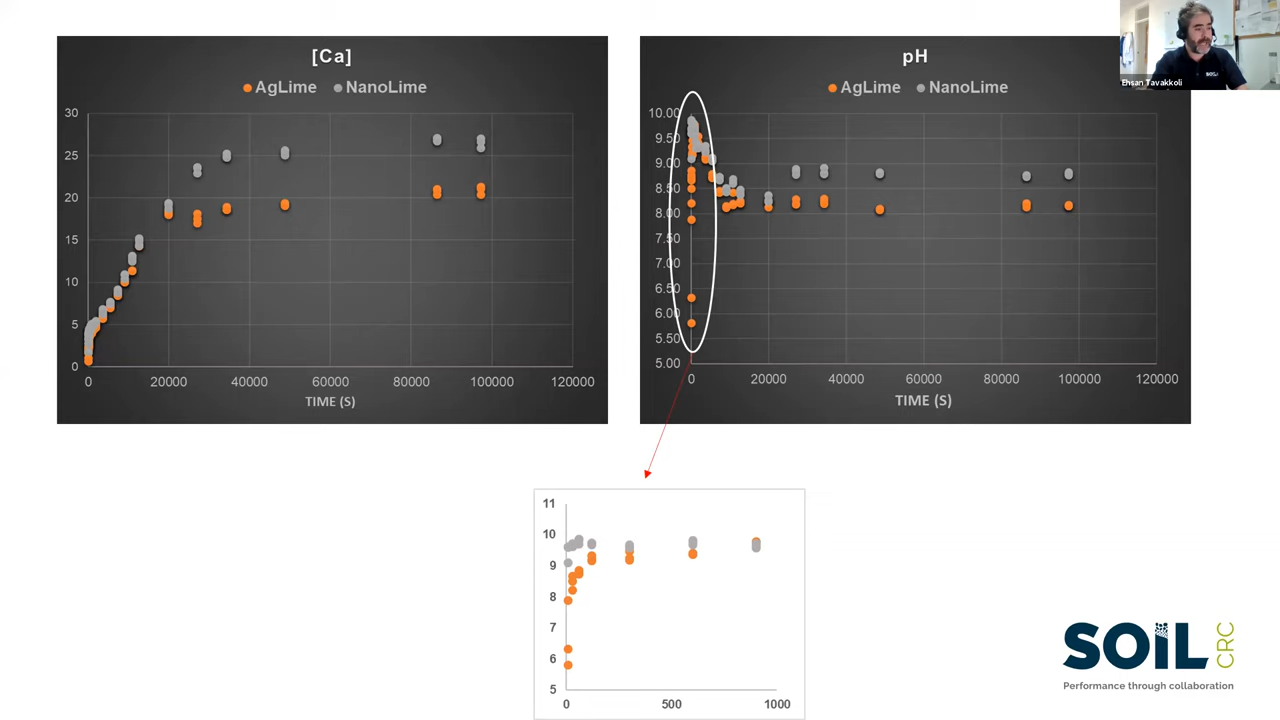 [Ca]
AgLime NanoLime
30
25
20
15
10
5
0
0 20000 40000 60000 80000 100000 120000
TIME (S)
pH
AgLime NanoLime
10.00
9.50
9.00
8.50
8.00
7.50
7.00
6.50
6.00
5.50
5.00
0 20000 40000 60000 80000 100000 120000
TIME (S)
SOIL
Ehsan Tavakkoli
11
10
9
8
7
6
5
0 500 1000
SOIL CRC
Performance through collaboration